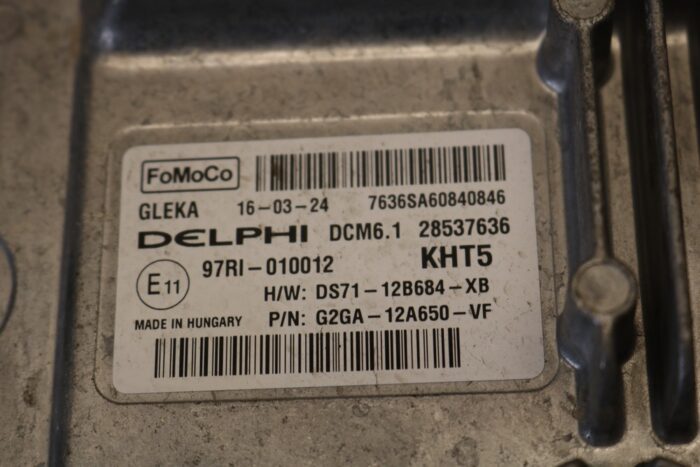 FoMoCo
GLEKA 16-03-24 7636SA60840846
DELPHI DCM6.1 28537636
E11 97RI-010012 KHT5
H/W: DS71-12B684-XB
MADE IN HUNGARY P/N: G2GA-12A650-VF